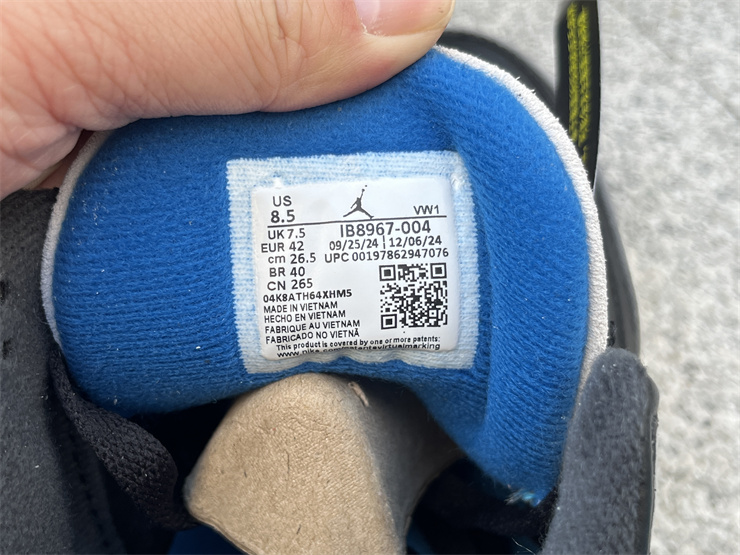 US
8.5 VW1
UK 7.5 IB8967-004
EUR 42 09/25/24 | 12/06/24
cm 26.5 UPC 00197862947076
BR 40
CN 265
04K8ATH64XHM5
MADE IN VIETNAM
HECHO EN VIETNAM
FABRIQUE AU VIETNAM
FABRICADO NO VIETNÃ
This product is covered by one or more patents: